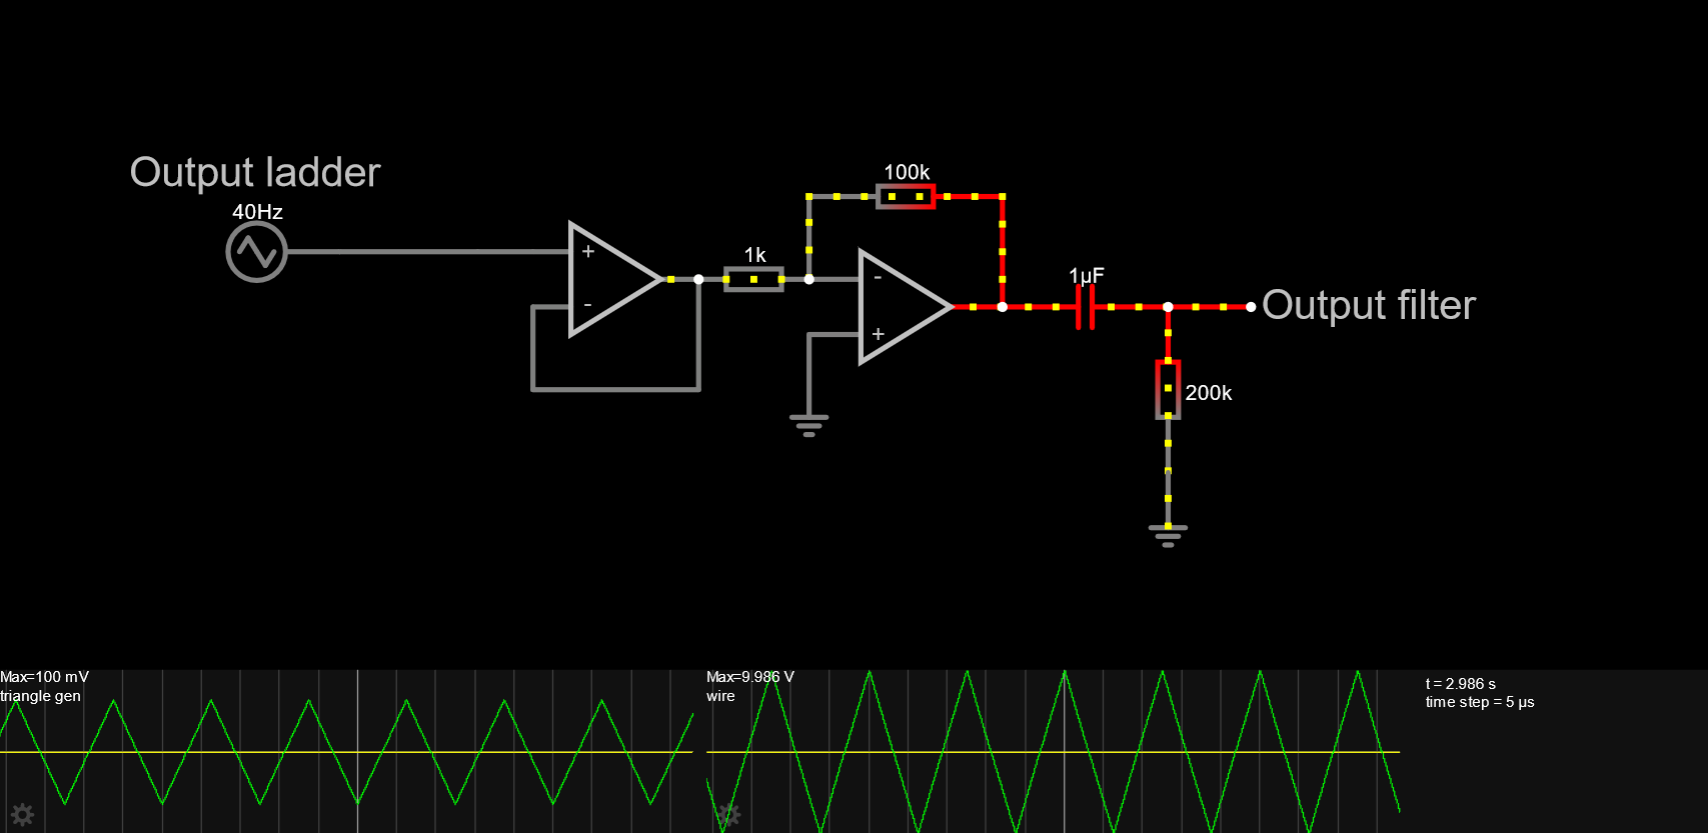 Output ladder
40Hz
100k
1k
+
-
-
+
1μF
Output filter
200k
Max=100 mV
triangle gen
Max=9.986 V
wire
t = 2.986 s
time step = 5 μs